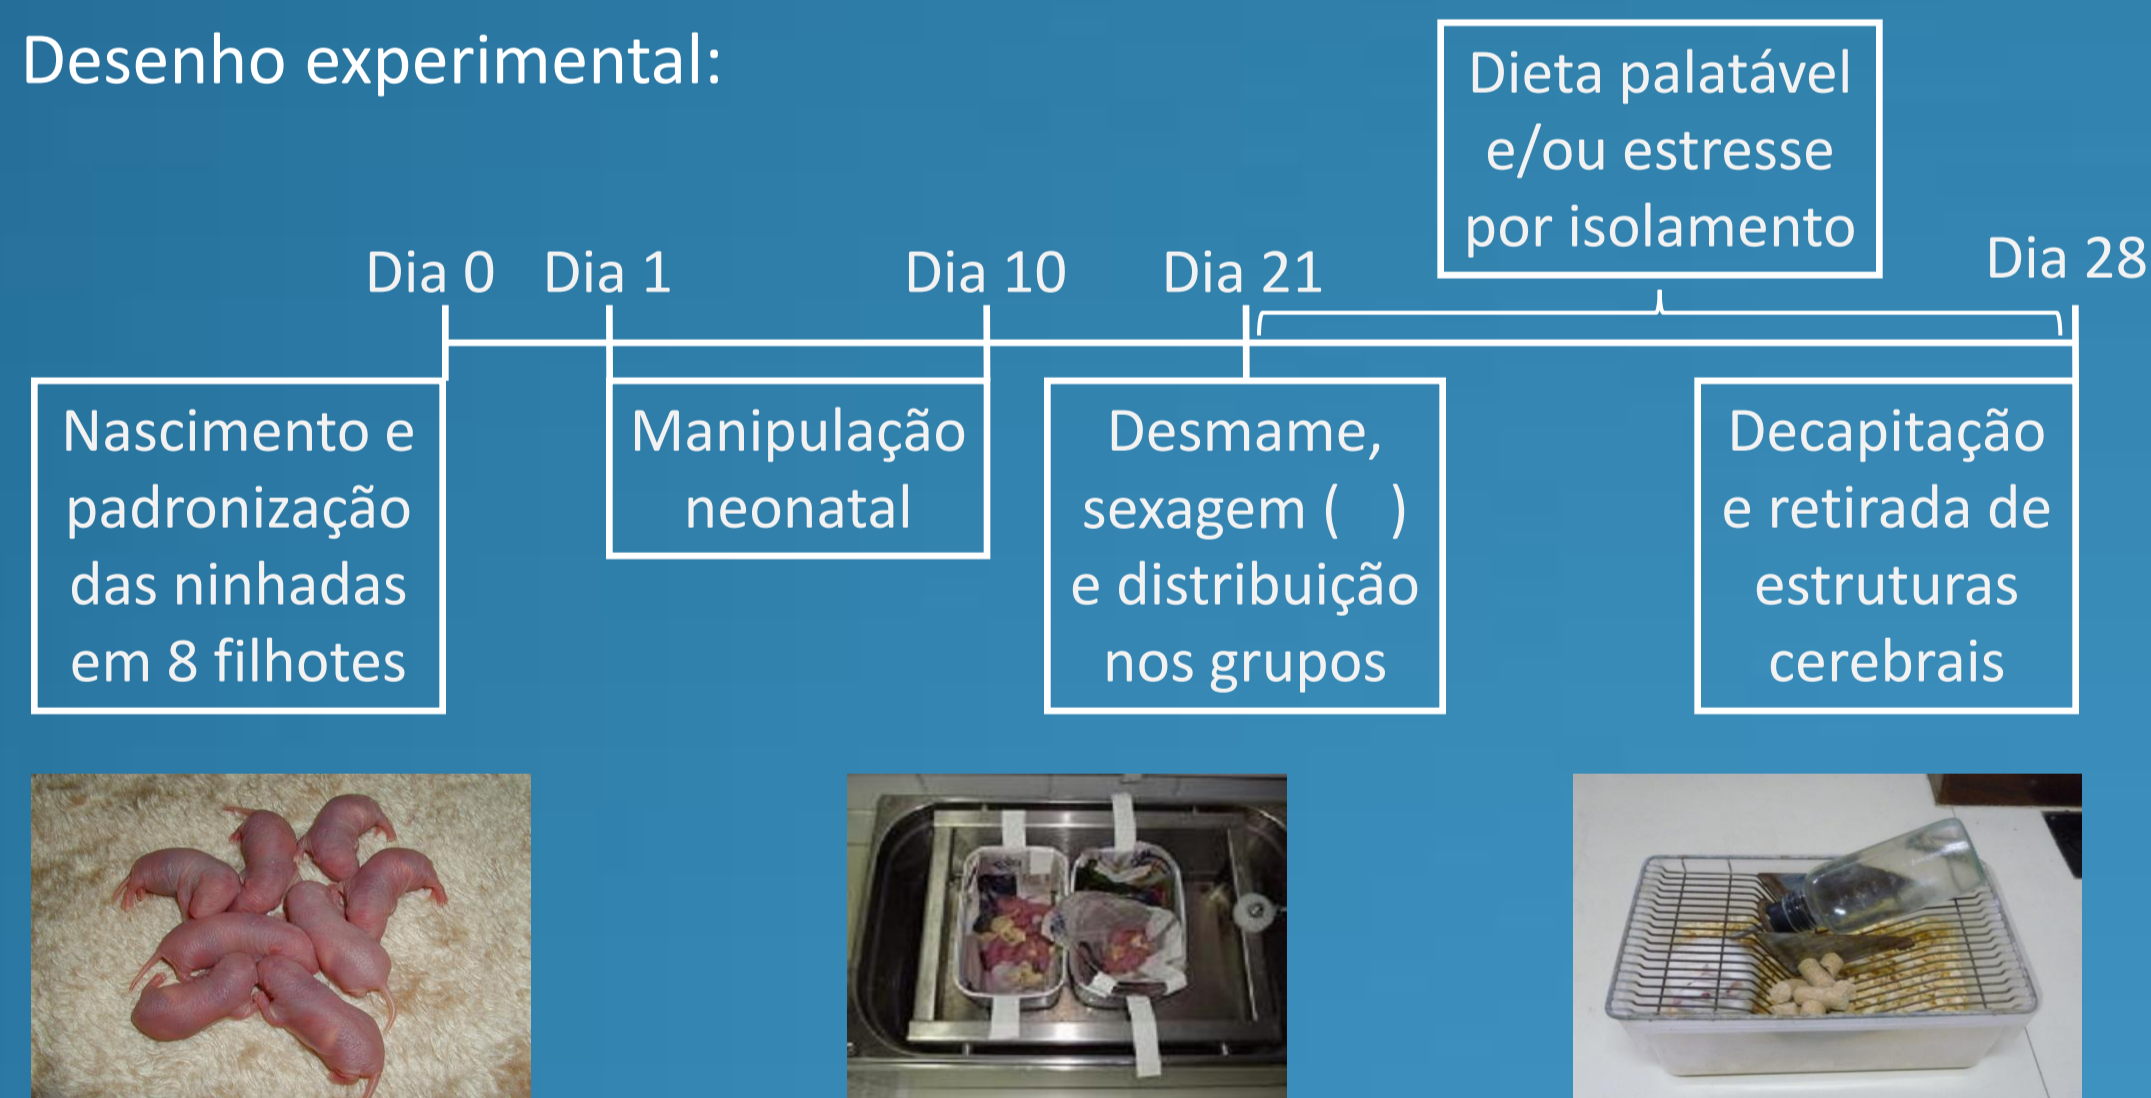 Desenho experimental:
Dieta palatável
e/ou estresse
por isolamento
Dia 0
Dia 1
Dia 10
Dia 21
Dia 28
Nascimento e
padronização
das ninhadas
em 8 filhotes
Manipulação
neonatal
Desmame,
sexagem (   )
e distribuição
nos grupos
Decapitação
e retirada de
estruturas
cerebrais